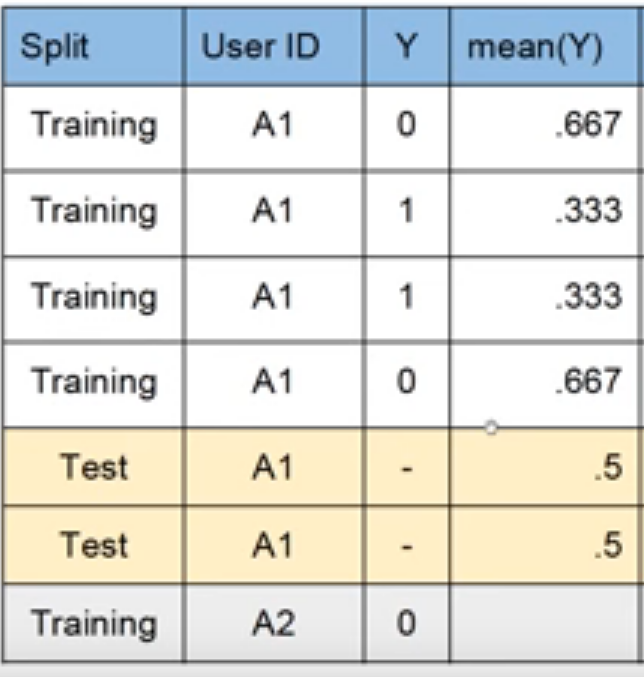 Split User ID Y mean(Y)
Training A1 0 .667
Training A1 1 .333
Training A1 1 .333
Training A1 0 .667
Test A1 - .5
Test A1 - .5
Training A2 0